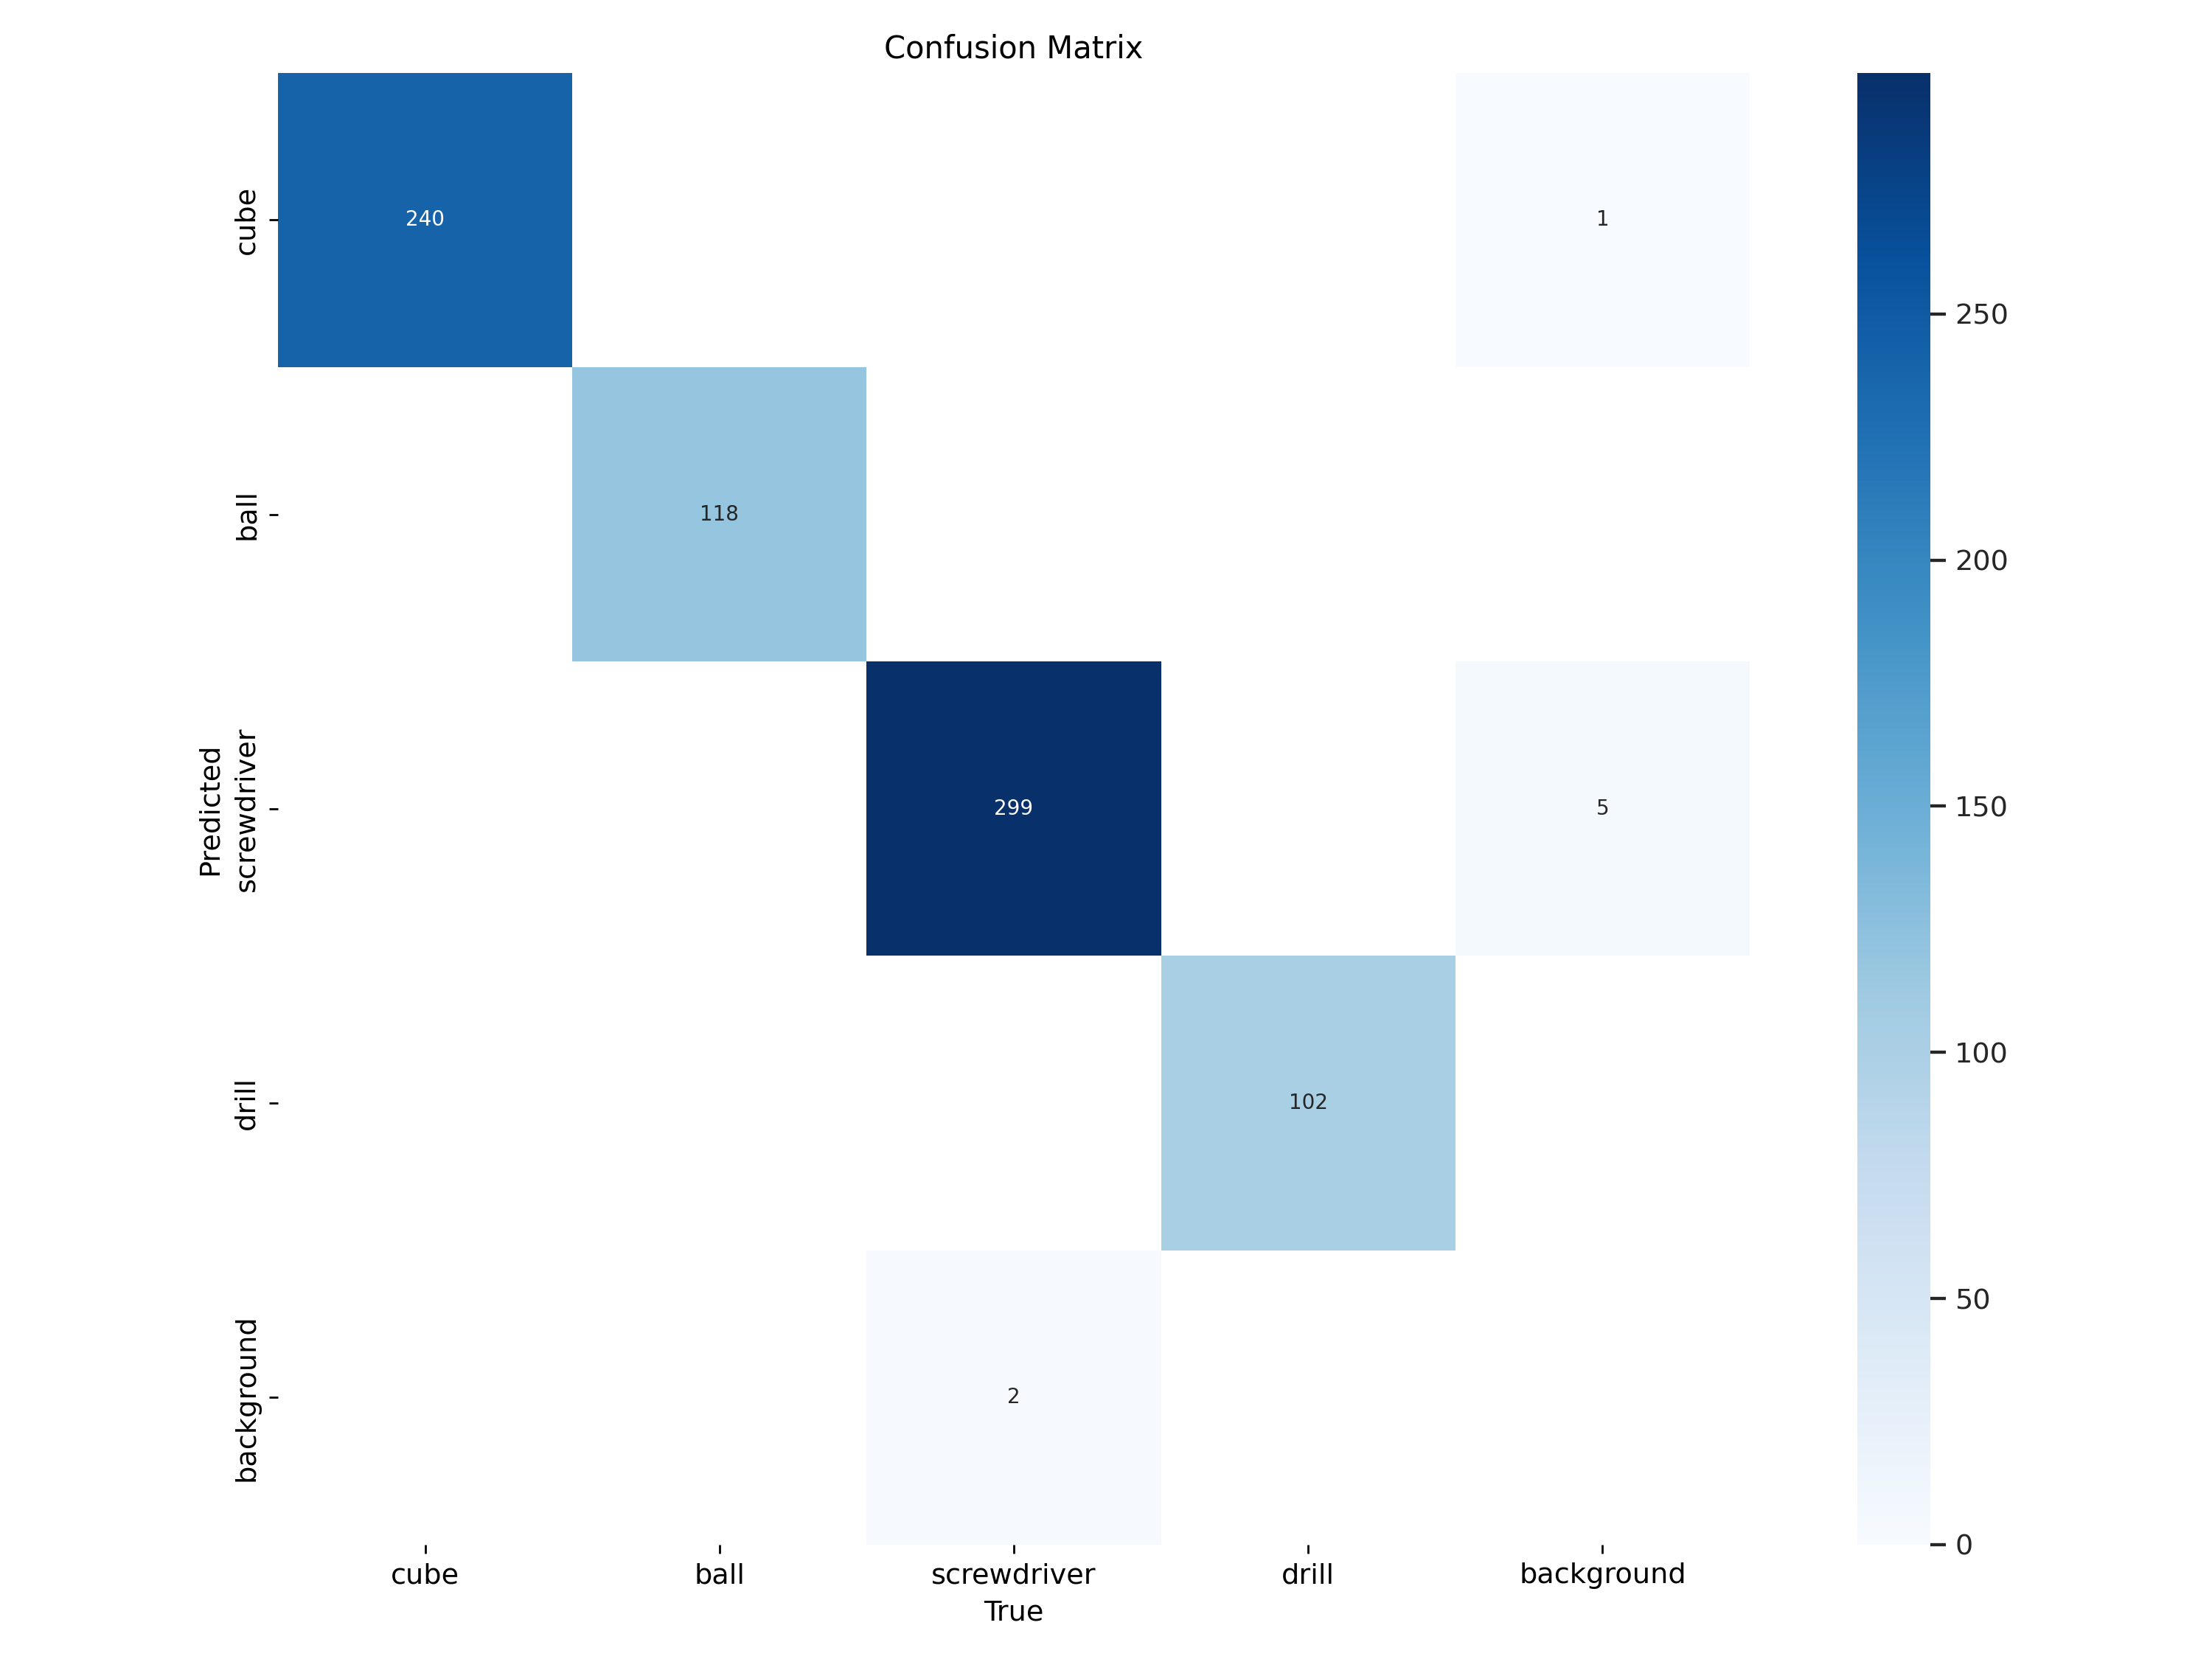 Confusion Matrix
cube
240
1
250
ball
118
200
Predicted
screwdriver
299
5
150
drill
102
100
background
2
50
0
cube
ball
screwdriver
drill
background
True